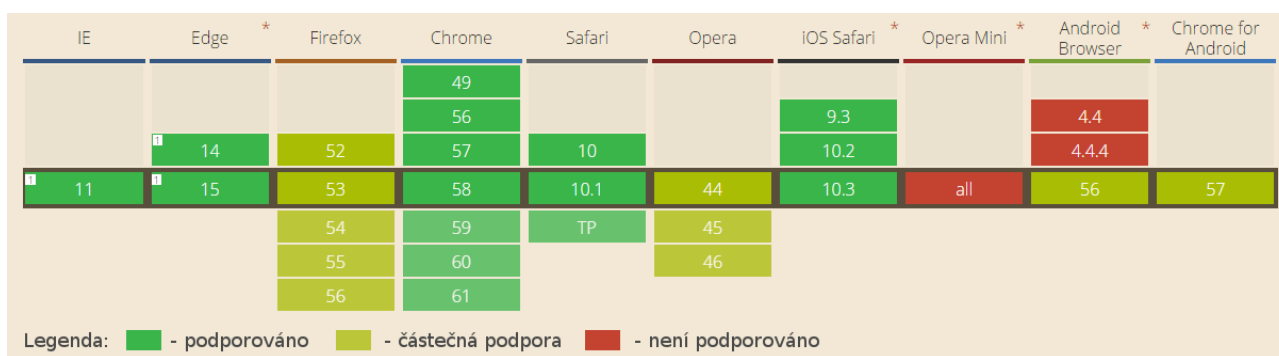 IE Edge * Firefox Chrome Safari Opera iOS Safari * Opera Mini * Android Browser * Chrome for Android
49
56 9.3 4.4
1 14 52 57 10 10.2 4.4.4
1 11 1 15 53 58 10.1 44 10.3 all 56 57
54 59 TP 45
55 60 46
56 61
Legenda: - podporováno - částečná podpora - není podporováno